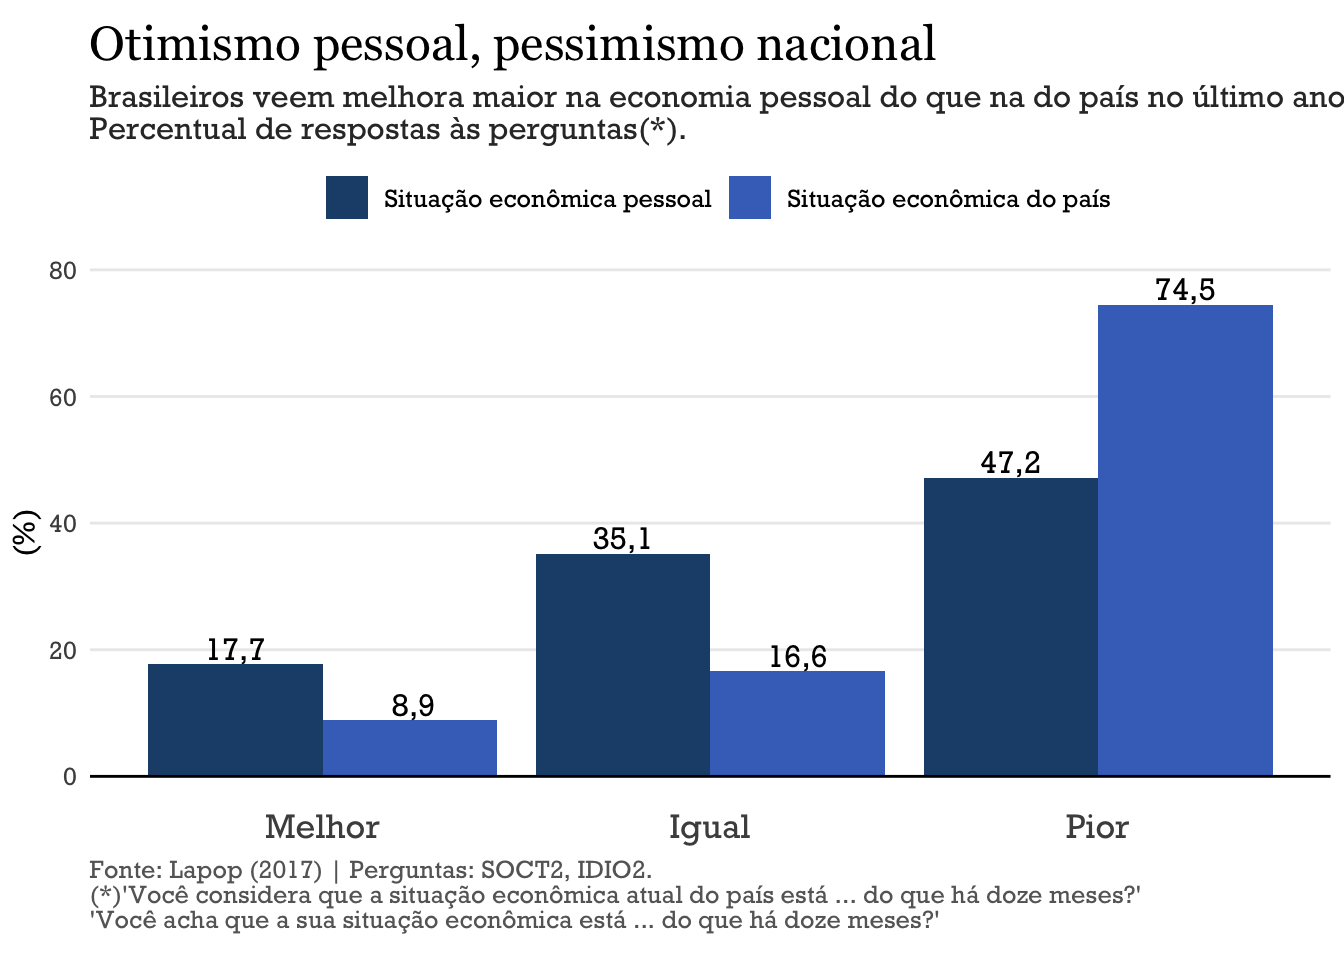 Otimismo pessoal, pessimismo nacional
Brasileiros veem melhora maior na economia pessoal do que na do país no último ano
Percentual de respostas às perguntas(*).
Situação econômica pessoal
Situação econômica do país
80
60
40
20
0
(%)
17,7
8,9
35,1
16,6
47,2
74,5
Melhor
Igual
Pior
Fonte: Lapop (2017) | Perguntas: SOCT2, IDIO2.
(*)'Você considera que a situação econômica atual do país está ... do que há doze meses?'
'Você acha que a sua situação econômica está ... do que há doze meses?'